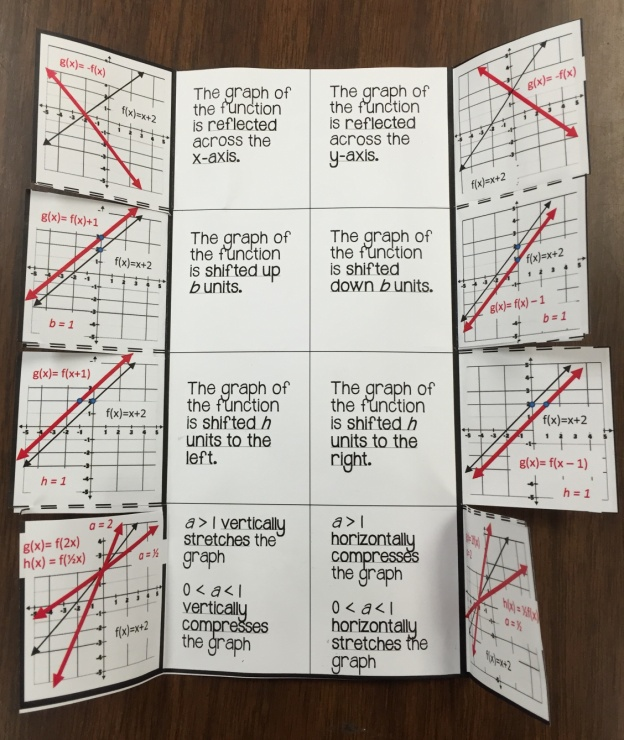 g(x)= -f(x)
f(x)=x+2
The graph of
the function
is reflected
across the
x-axis.
The graph of
the function
is reflected
across the
y-axis.
g(x)= -f(x)
f(x)=x+2
g(x)= f(x)+1
f(x)=x+2
b = 1
The graph of
the function
is shifted up
b units.
The graph of
the function
is shifted
down b units.
f(x)=x+2
g(x)= f(x) – 1
b = 1
g(x)= f(x+1)
f(x)=x+2
h = 1
The graph of
the function
is shifted h
units to the
left.
The graph of
the function
is shifted h
units to the
right.
f(x)=x+2
g(x)= f(x – 1)
h = 1
a = 2
g(x)= f(2x)
h(x) = f(½x)
a = ½
f(x)=x+2
a > 1 vertically
stretches the
graph
0 < a < 1
vertically
compresses
the graph
a > 1
horizontally
compresses
the graph
0 < a < 1
horizontally
stretches the
graph
h(x) = ½f(x)
a = ½
f(x)=x+2